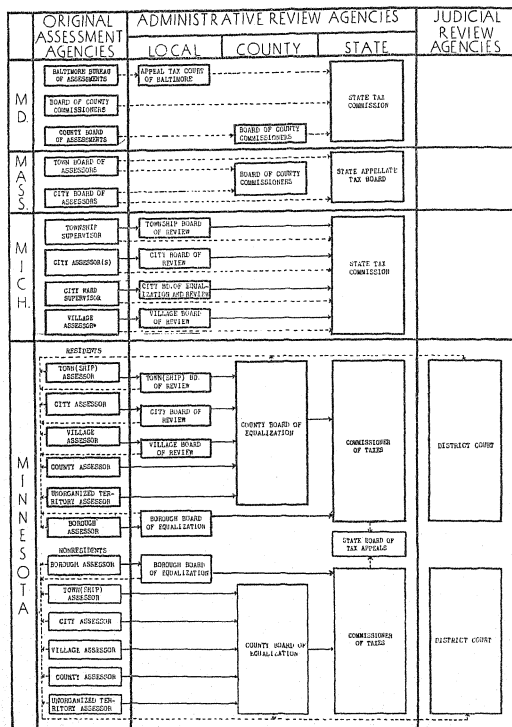 ORIGINAL
ASSESSMENT
AGENCIES
ADMINISTRATIVE REVIEW AGENCIES
LOCAL
COUNTY
STATE
JUDICIAL
REVIEW
AGENCIES
MD.
BALTIMORE BUREAU
OF ASSESSMENTS
APPEAL TAX COURT
OF BALTIMORE
BOARD OF COUNTY
COMMISSIONERS
STATE TAX
COMMISSION
COUNTY BOARD
OF ASSESSMENTS
BOARD OF COUNTY
COMMISSIONERS
MASS.
TOWN BOARD OF
ASSESSORS
BOARD OF COUNTY
COMMISSIONERS
STATE APPELLATE
TAX BOARD
CITY BOARD OF
ASSESSORS
MICH.
TOWNSHIP
SUPERVISOR
TOWNSHIP BOARD
OF REVIEW
CITY ASSESSOR(S)
CITY BOARD OF
REVIEW
STATE TAX
COMMISSION
CITY WARD
SUPERVISOR
CITY BD. OF EQUAL-
IZATION AND REVIEW
VILLAGE
ASSESSOR
VILLAGE BOARD
OF REVIEW
MINNESOTA
RESIDENTS
TOWN(SHIP)
ASSESSOR
TOWN(SHIP) BD.
OF REVIEW
CITY ASSESSOR
CITY BOARD OF
REVIEW
VILLAGE
ASSESSOR
VILLAGE BOARD
OF REVIEW
COUNTY BOARD OF
EQUALIZATION
COMMISSIONER
OF TAXES
DISTRICT COURT
COUNTY ASSESSOR
UNORGANIZED TER-
RITORY ASSESSOR
BOROUGH
ASSESSOR
BOROUGH BOARD
OF EQUALIZATION
STATE BOARD OF
TAX APPEALS
NONRESIDENTS
BOROUGH ASSESSOR
BOROUGH BOARD
OF EQUALIZATION
TOWN(SHIP)
ASSESSOR
CITY ASSESSOR
VILLAGE ASSESSOR
COUNTY BOARD OF
EQUALIZATION
COMMISSIONER
OF TAXES
DISTRICT COURT
COUNTY ASSESSOR
UNORGANIZED TER-
RITORY ASSESSOR